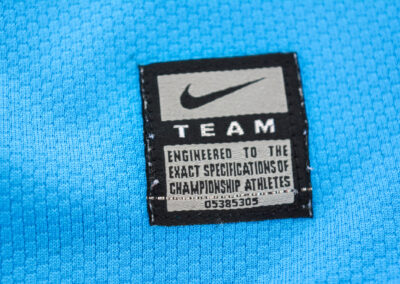 TEAM
ENGINEERED TO THE
EXACT SPECIFICATIONS OF
CHAMPIONSHIP ATHLETES
05385305